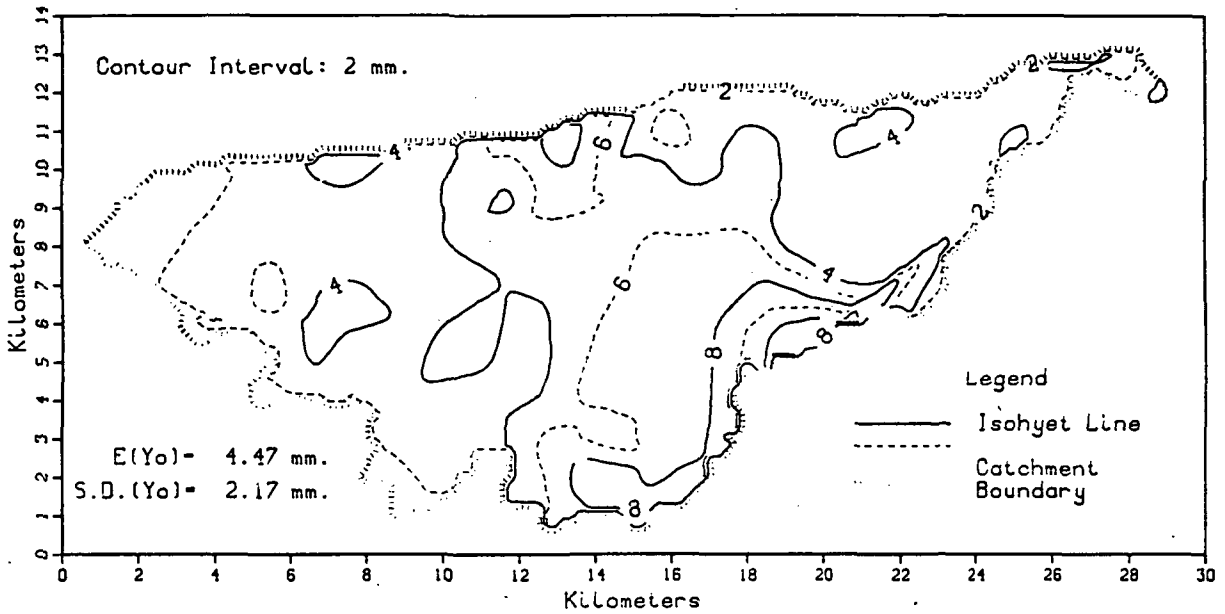 Contour Interval: 2 mm.
E(Yo)= 4.47 mm.
S.D.(Yo)= 2.17 mm.
Legend
Isohyet Line
Catchment
Boundary
2
2
2
4
4
4
4
6
6
8
8
8
14
13
12
11
10
9
8
7
6
5
4
3
2
1
0
Kilometers
0 2 4 6 8 10 12 14 16 18 20 22 24 26 28 30
Kilometers